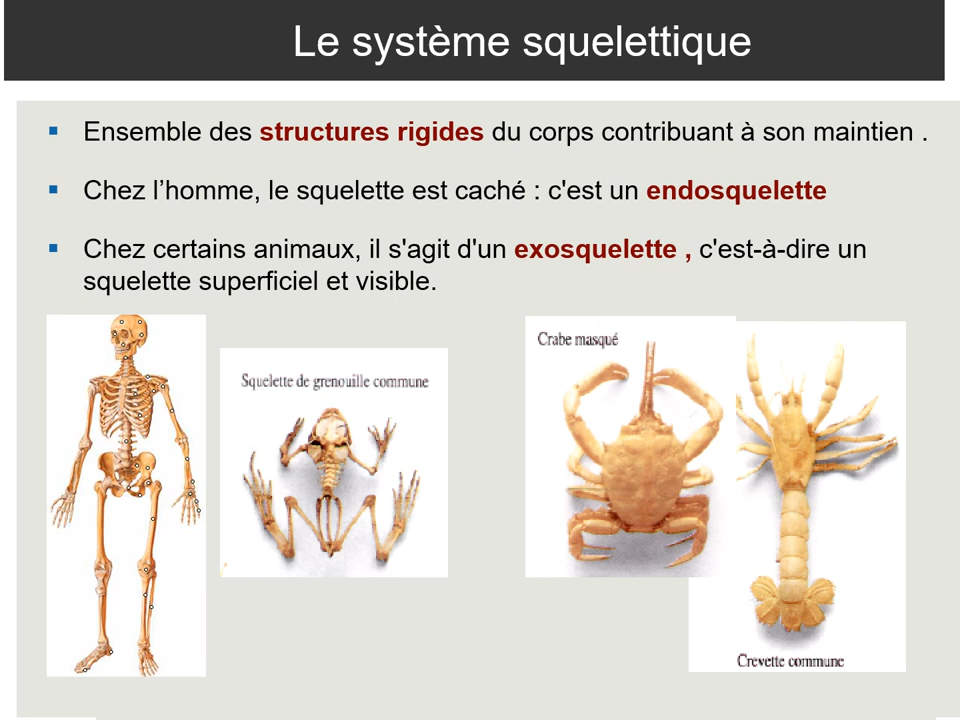 Le système squelettique
Ensemble des structures rigides du corps contribuant à son maintien .
Chez l’homme, le squelette est caché : c'est un endosquelette
Chez certains animaux, il s'agit d'un exosquelette , c'est-à-dire un
squelette superficiel et visible.
Squelette de grenouille commune
Crabe masqué
Crevette commune